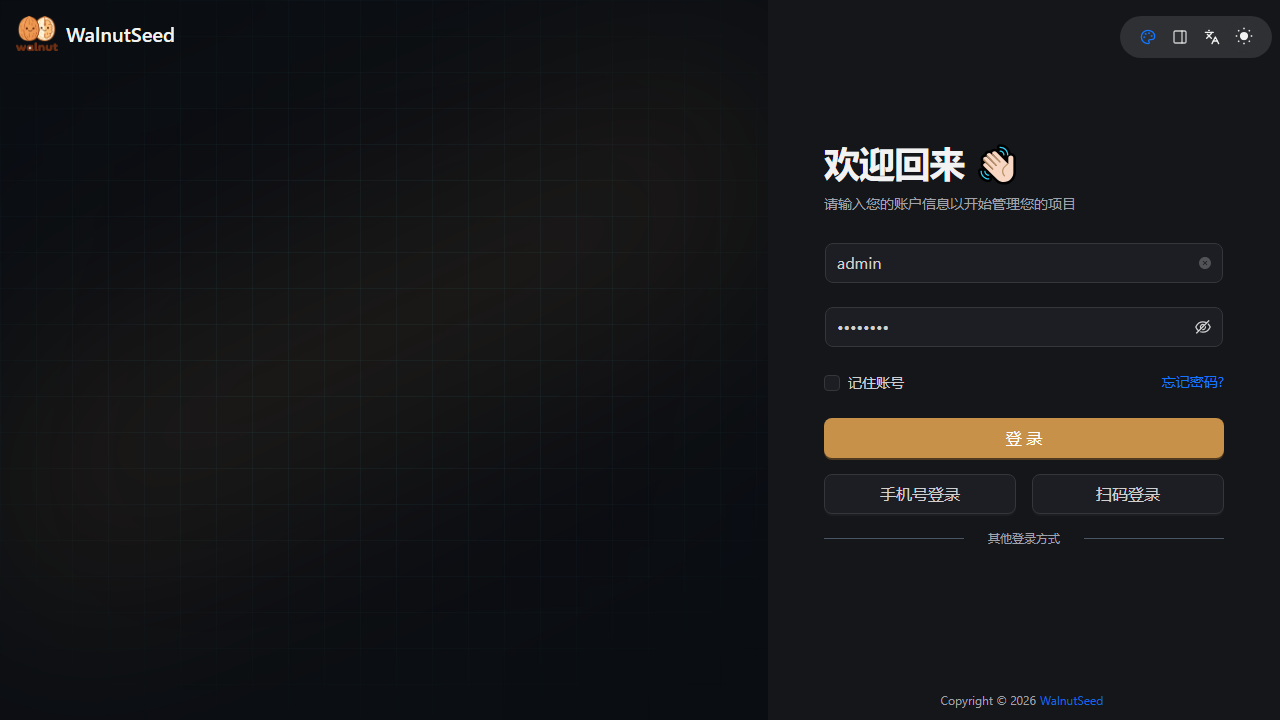 walnut
WalnutSeed
欢迎回来 👋🏻
请输入您的账户信息以开始管理您的项目
admin
••••••••
记住账号
忘记密码?
登 录
手机号登录
扫码登录
其他登录方式
Copyright © 2026 WalnutSeed